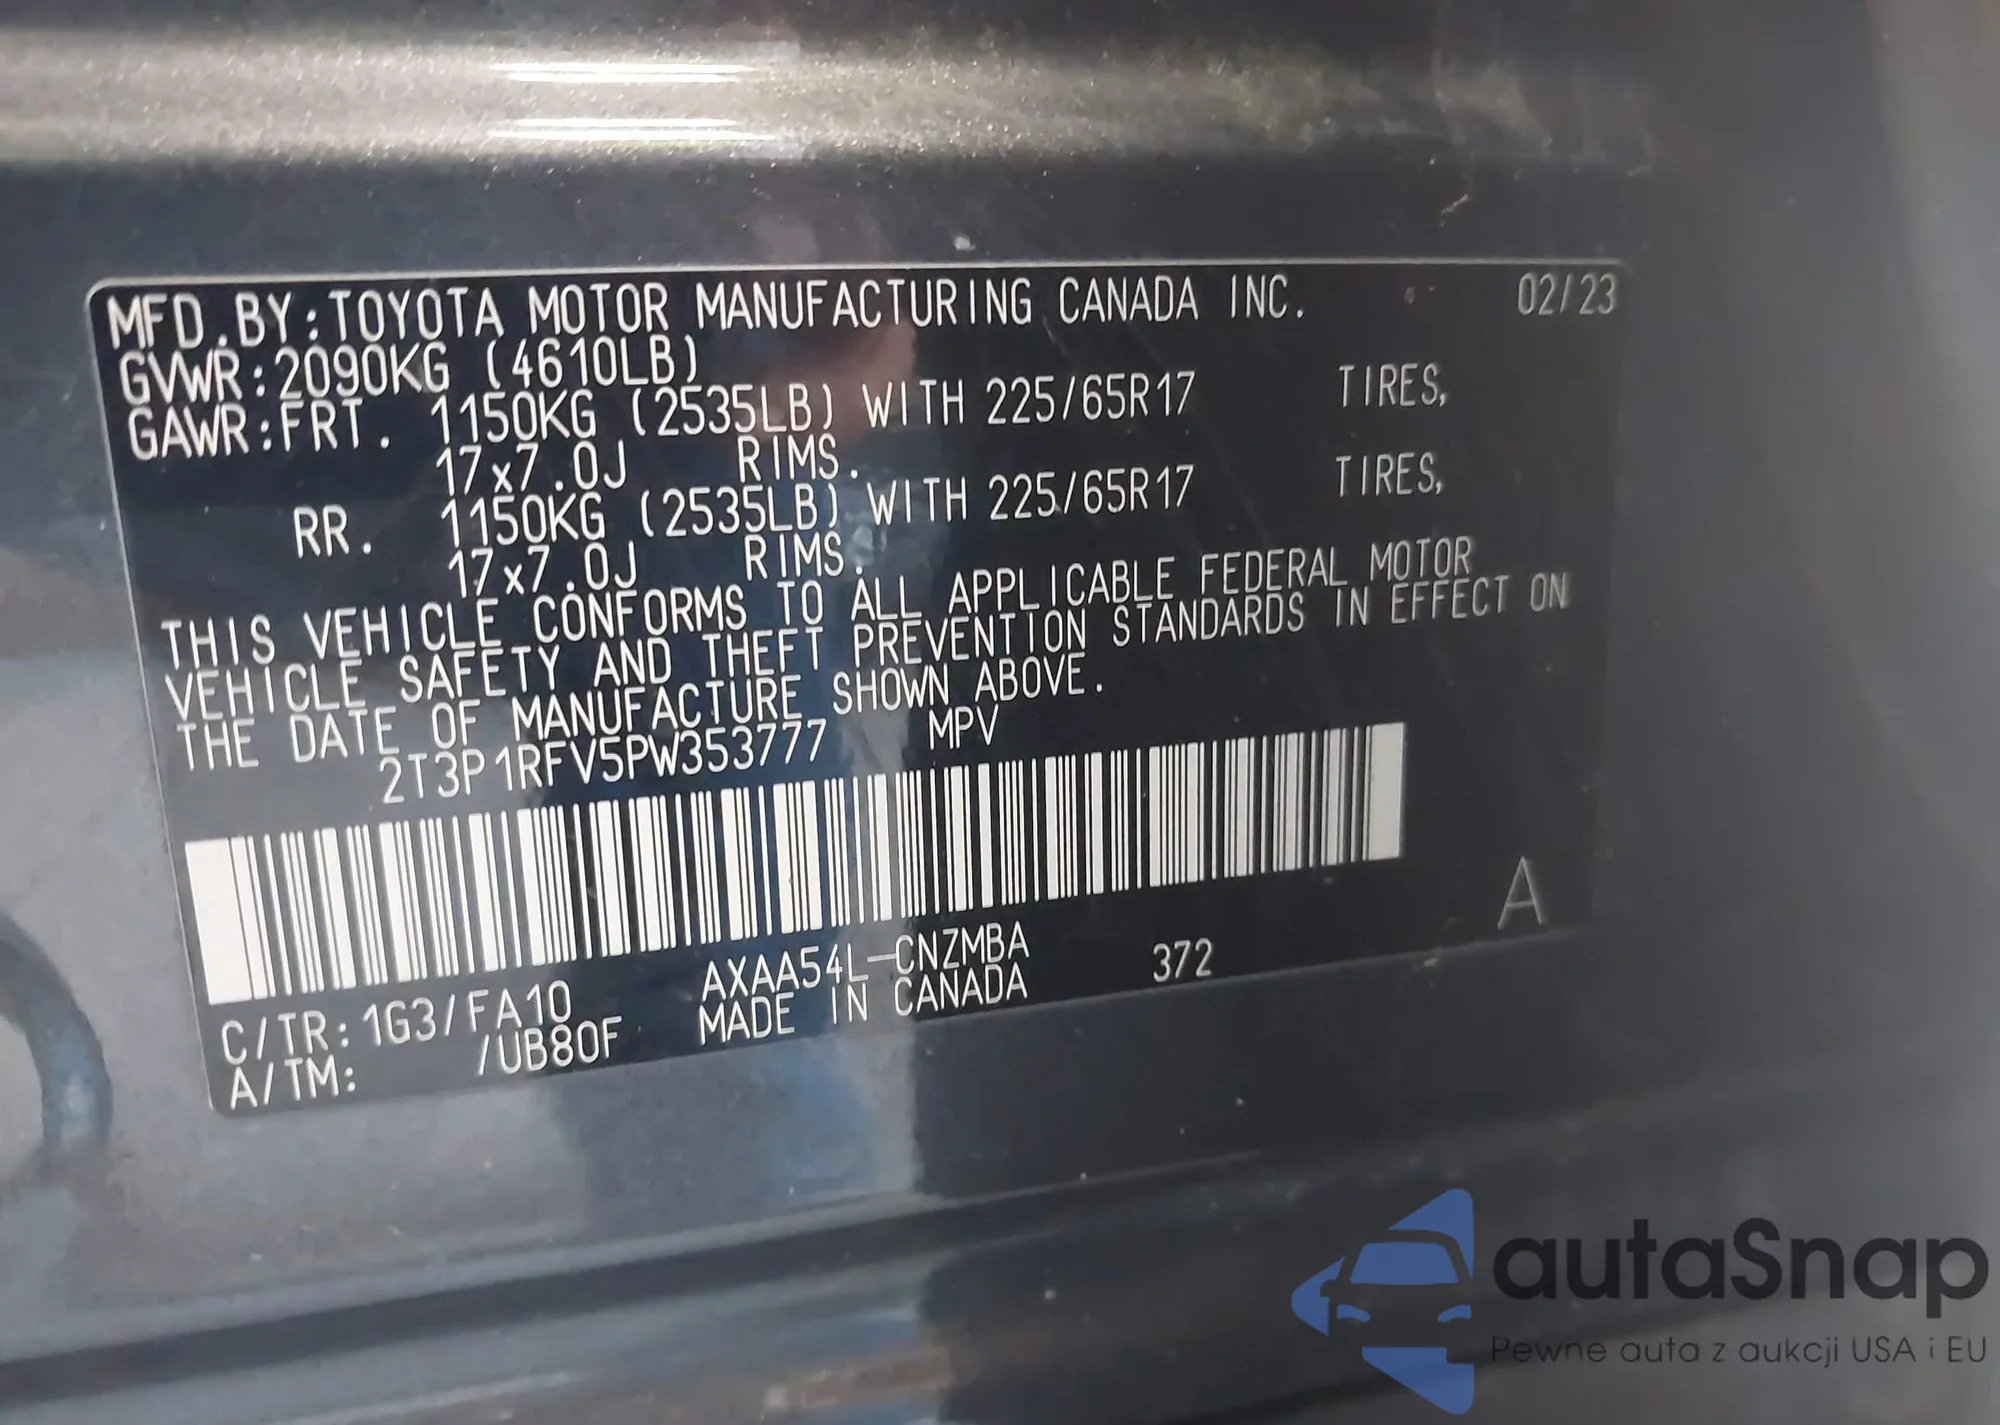 MFD.BY:TOYOTA MOTOR MANUFACTURING CANADA INC. 02/23
GVWR:2090KG (4610LB)
GAWR:FRT. 1150KG (2535LB) WITH 225/65R17 TIRES,
17x7.0J RIMS.
RR. 1150KG (2535LB) WITH 225/65R17 TIRES,
17x7.0J RIMS.
THIS VEHICLE CONFORMS TO ALL APPLICABLE FEDERAL MOTOR
VEHICLE SAFETY AND THEFT PREVENTION STANDARDS IN EFFECT ON
THE DATE OF MANUFACTURE SHOWN ABOVE.
2T3P1RFV5PW353777 MPV
A
C/TR:1G3/FA10 AXAA54L-CNZMBA 372
A/TM: /UB80F MADE IN CANADA
autaSnap
Pewne auta z aukcji USA i EU